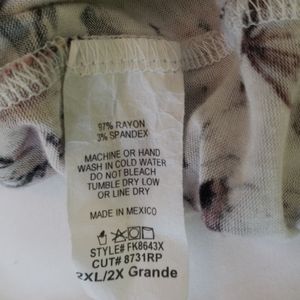 97% RAYON
3% SPANDEX
MACHINE OR HAND
WASH IN COLD WATER
DO NOT BLEACH
TUMBLE DRY LOW
OR LINE DRY
MADE IN MEXICO
STYLE# FK8643X
CUT# 8731RP
2XL/2X Grande